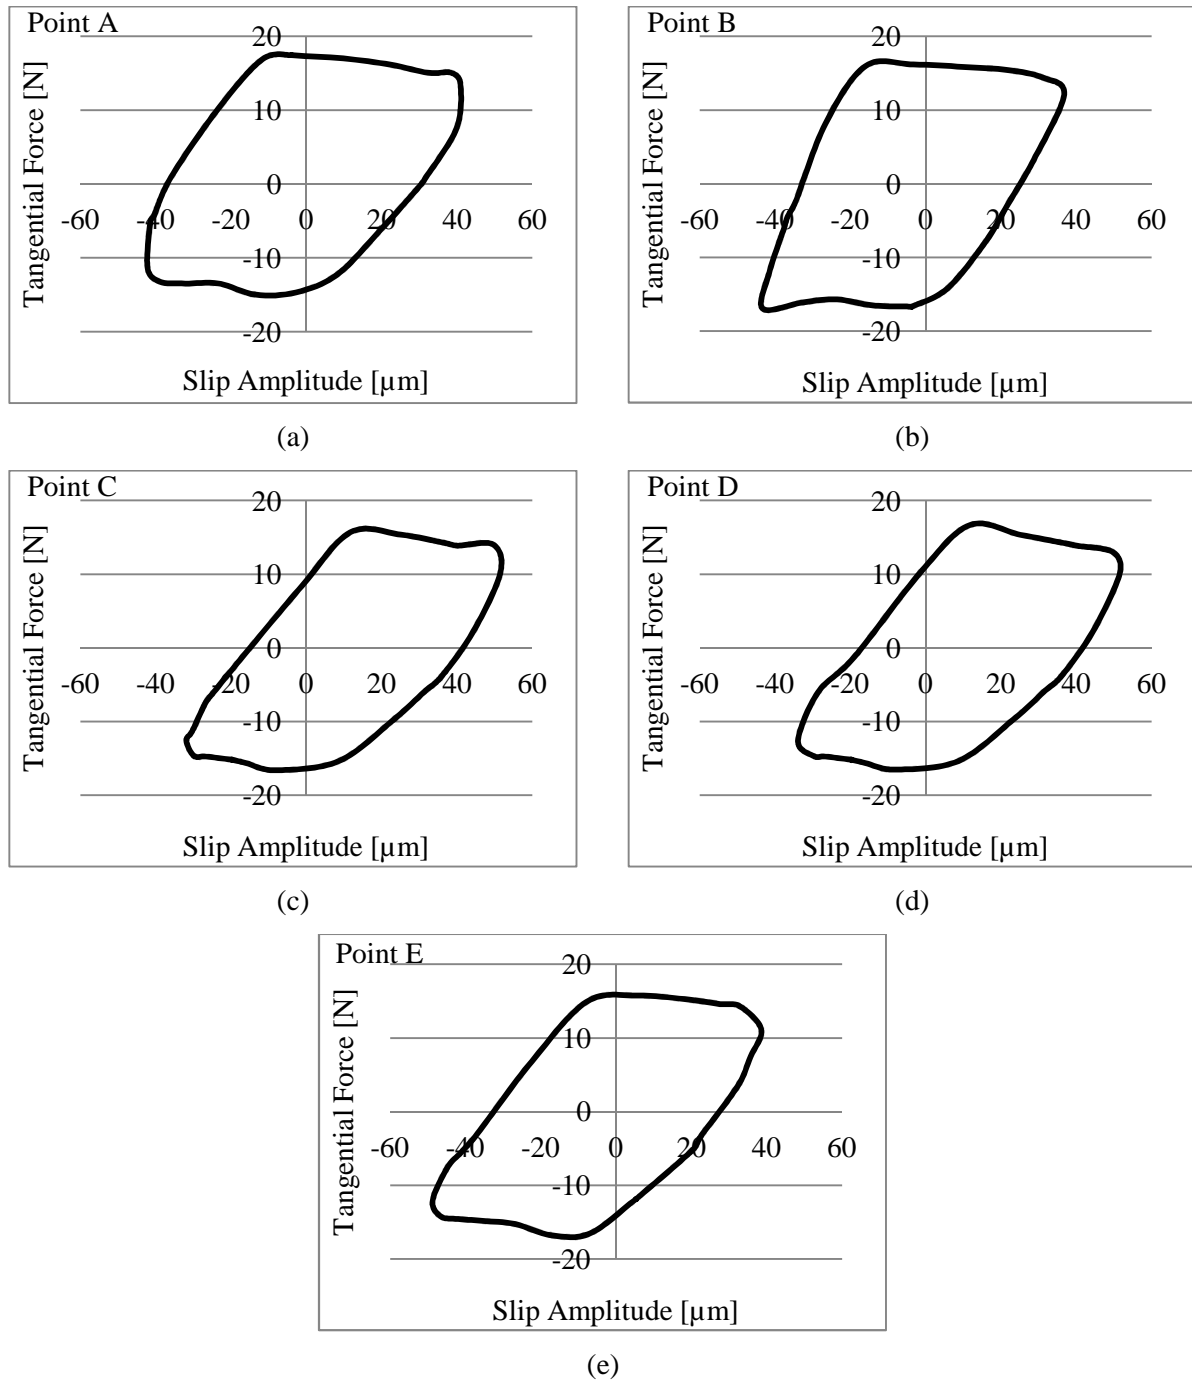 Point A
20
10
0
-60 -40 -20 0 20 40 60
-10
-20
Tangential Force [N]
Slip Amplitude [µm]
(a)
Point B
20
10
0
-60 -40 -20 0 20 40 60
-10
-20
Tangential Force [N]
Slip Amplitude [µm]
(b)
Point C
20
10
0
-60 -40 -20 0 20 40 60
-10
-20
Tangential Force [N]
Slip Amplitude [µm]
(c)
Point D
20
10
0
-60 -40 -20 0 20 40 60
-10
-20
Tangential Force [N]
Slip Amplitude [µm]
(d)
Point E
20
10
0
-60 -40 -20 0 20 40 60
-10
-20
Tangential Force [N]
Slip Amplitude [µm]
(e)